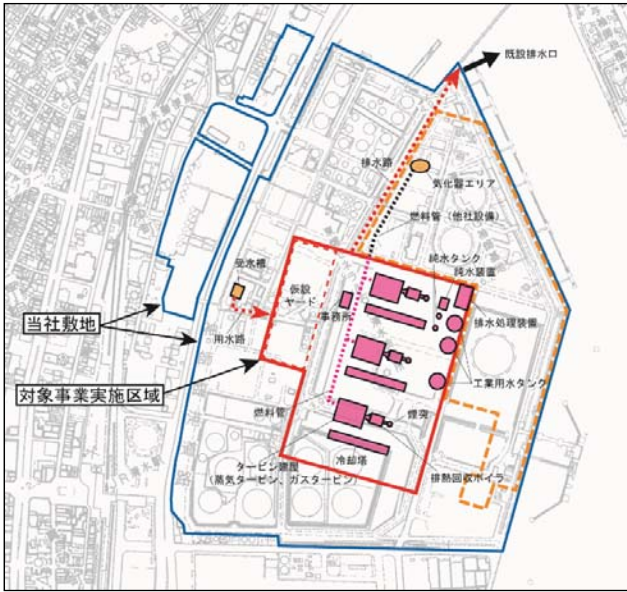 既設排水口
排水路
気化器エリア
燃料管（他社設備）
純水タンク
純水装置
受水槽
仮設
ヤード
事務所
排水処理装置
当社敷地
用水路
工業用水タンク
対象事業実施区域
燃料管
煙突
タービン建屋
冷却塔
（蒸気タービン、ガスタービン）
排熱回収ボイラ